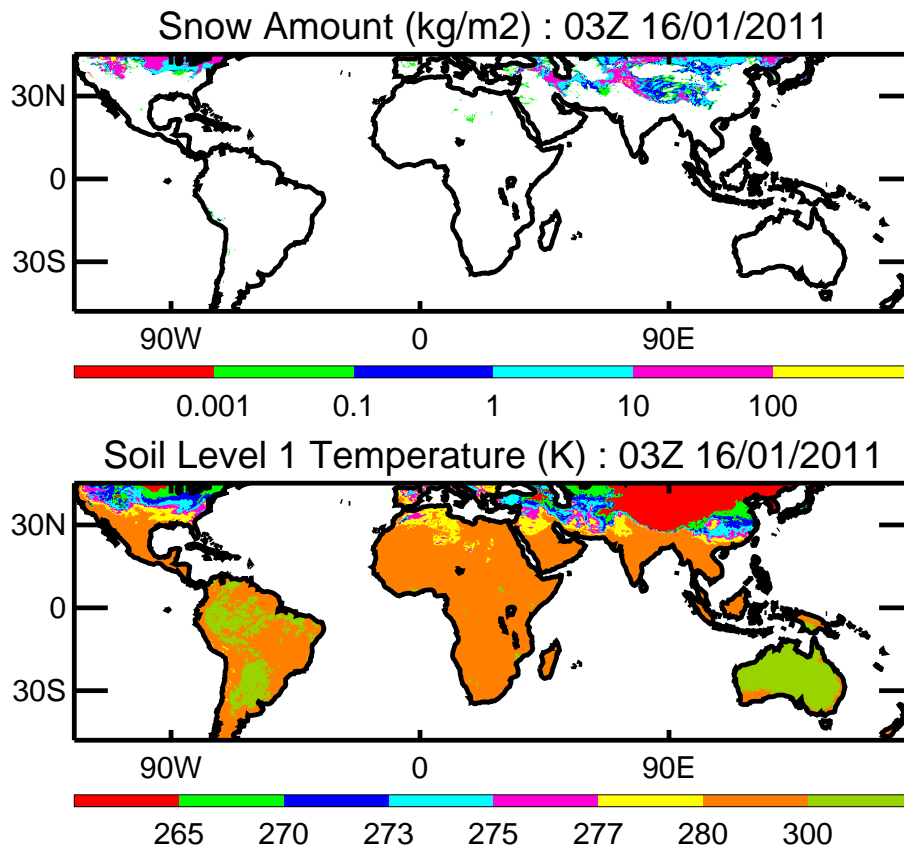 Snow Amount (kg/m2) : 03Z 16/01/2011
30N
0
30S
90W 0 90E
0.001 0.1 1 10 100
Soil Level 1 Temperature (K) : 03Z 16/01/2011
30N
0
30S
90W 0 90E
265 270 273 275 277 280 300